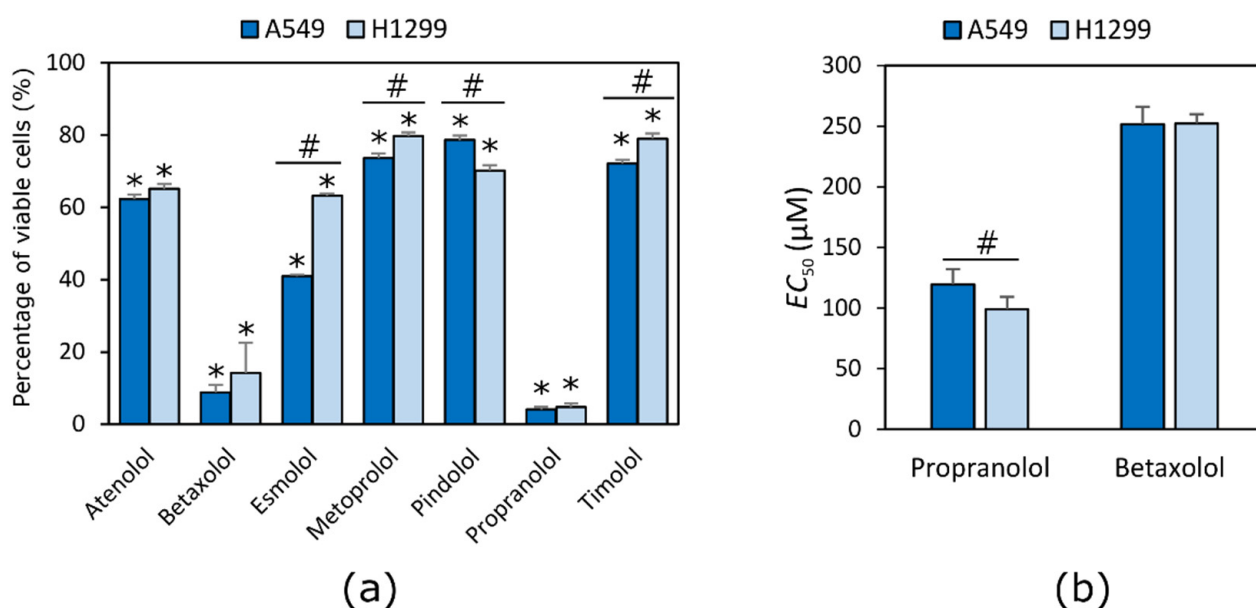 A549 H1299
Percentage of viable cells (%)
100
80
60
40
20
0
* * * * * * * * * * * * * *
# # # #
Atenolol
Betaxolol
Esmolol
Metoprolol
Pindolol
Propranolol
Timolol
(a)
A549 H1299
EC50 (µM)
300
250
200
150
100
50
0
#
Propranolol Betaxolol
(b)